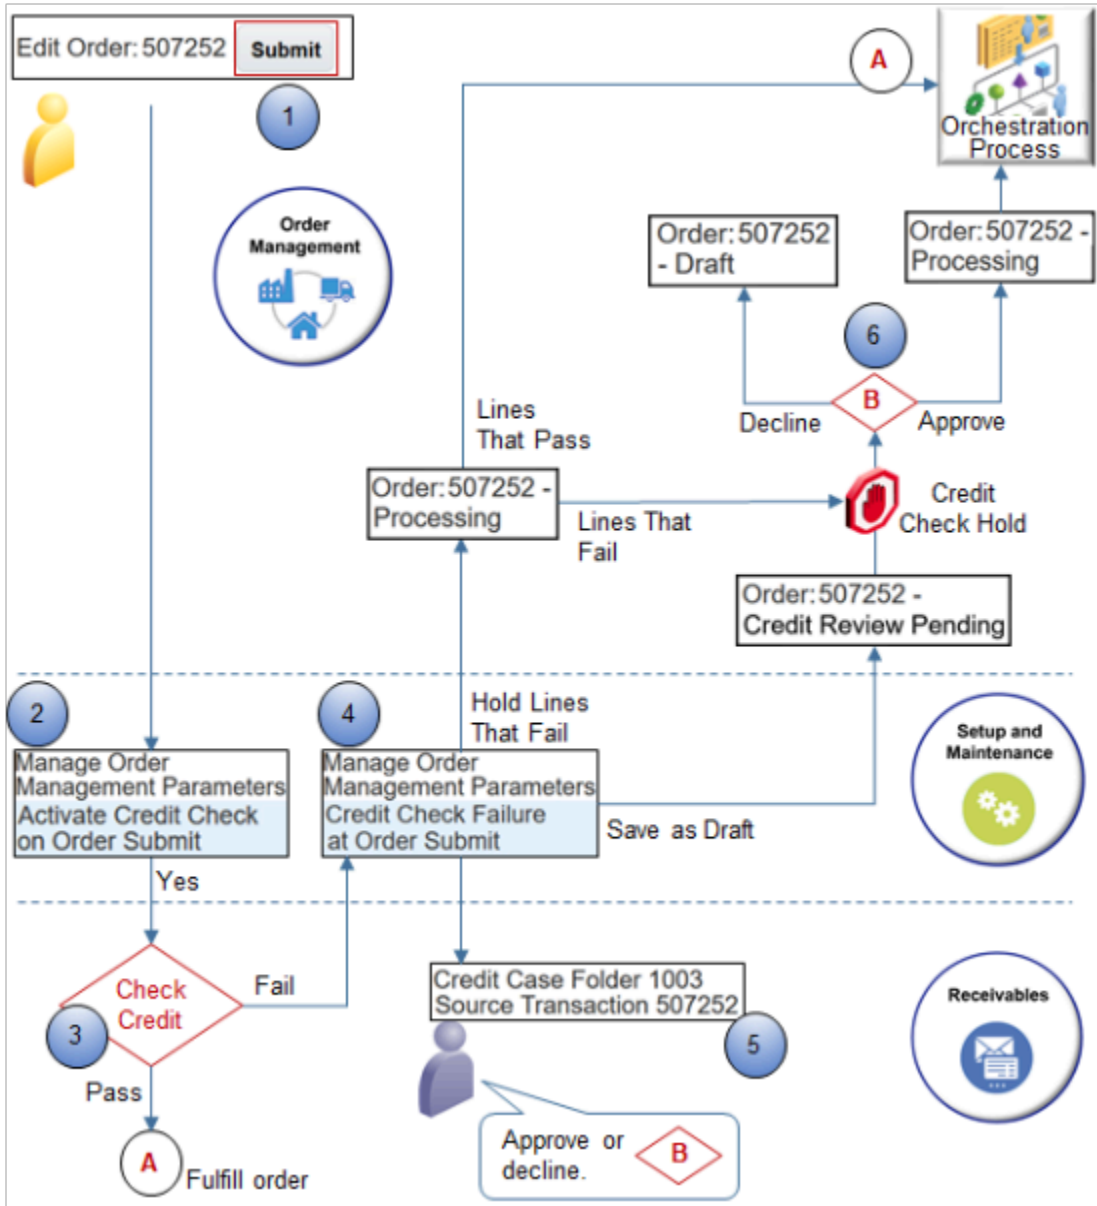 Edit Order: 507252
Submit
1
A
Orchestration
Process
Order
Management
Order: 507252
- Draft
Order: 507252 -
Processing
6
B
Decline
Approve
Lines
That Pass
Order: 507252 -
Processing
Lines That
Fail
Credit
Check Hold
Order: 507252 -
Credit Review Pending
2
4
Hold Lines
That Fail
Setup and
Maintenance
Manage Order
Management Parameters
Activate Credit Check
on Order Submit
Manage Order
Management Parameters
Credit Check Failure
at Order Submit
Save as Draft
Yes
Check
Credit
3
Fail
Pass
A
Fulfill order
Credit Case Folder 1003
Source Transaction 507252
5
Receivables
Approve or
decline.
B